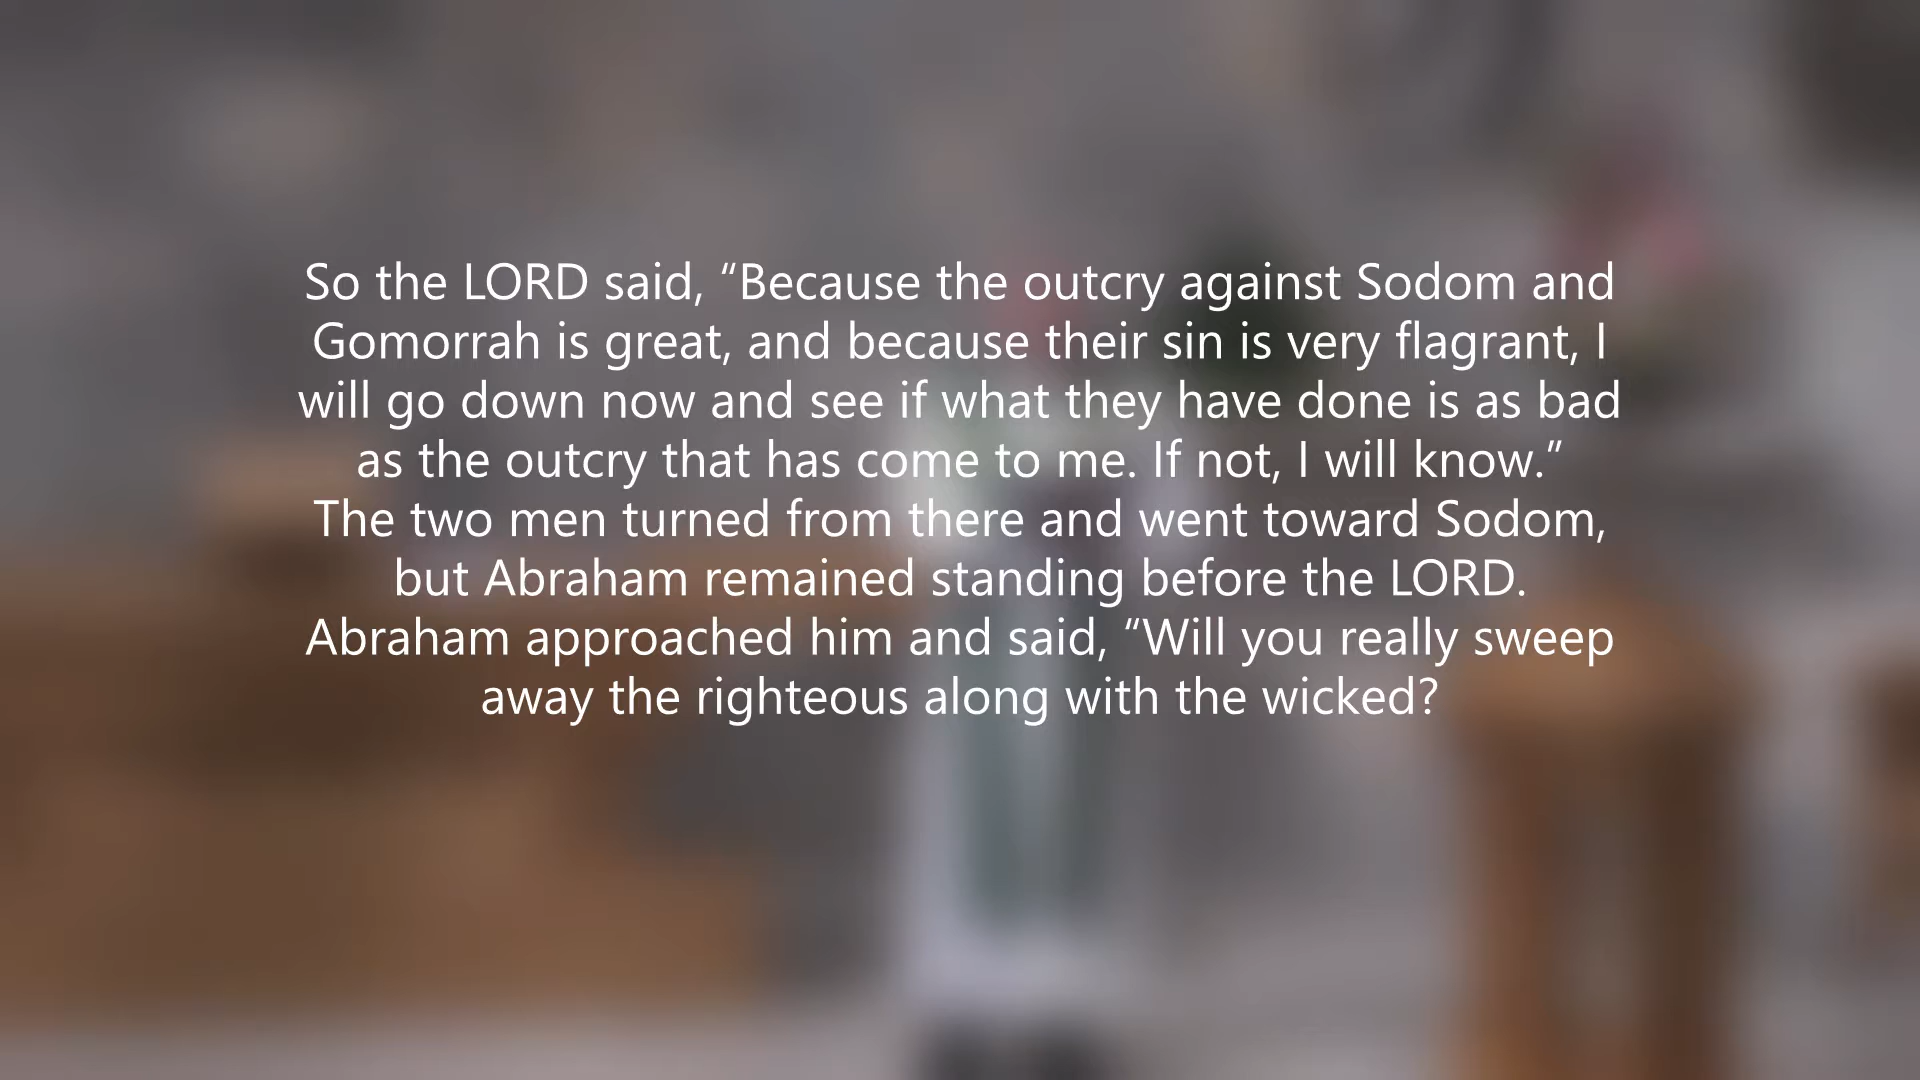 So the LORD said, “Because the outcry against Sodom and
Gomorrah is great, and because their sin is very flagrant, I
will go down now and see if what they have done is as bad
as the outcry that has come to me. If not, I will know.”
The two men turned from there and went toward Sodom,
but Abraham remained standing before the LORD.
Abraham approached him and said, “Will you really sweep
away the righteous along with the wicked?